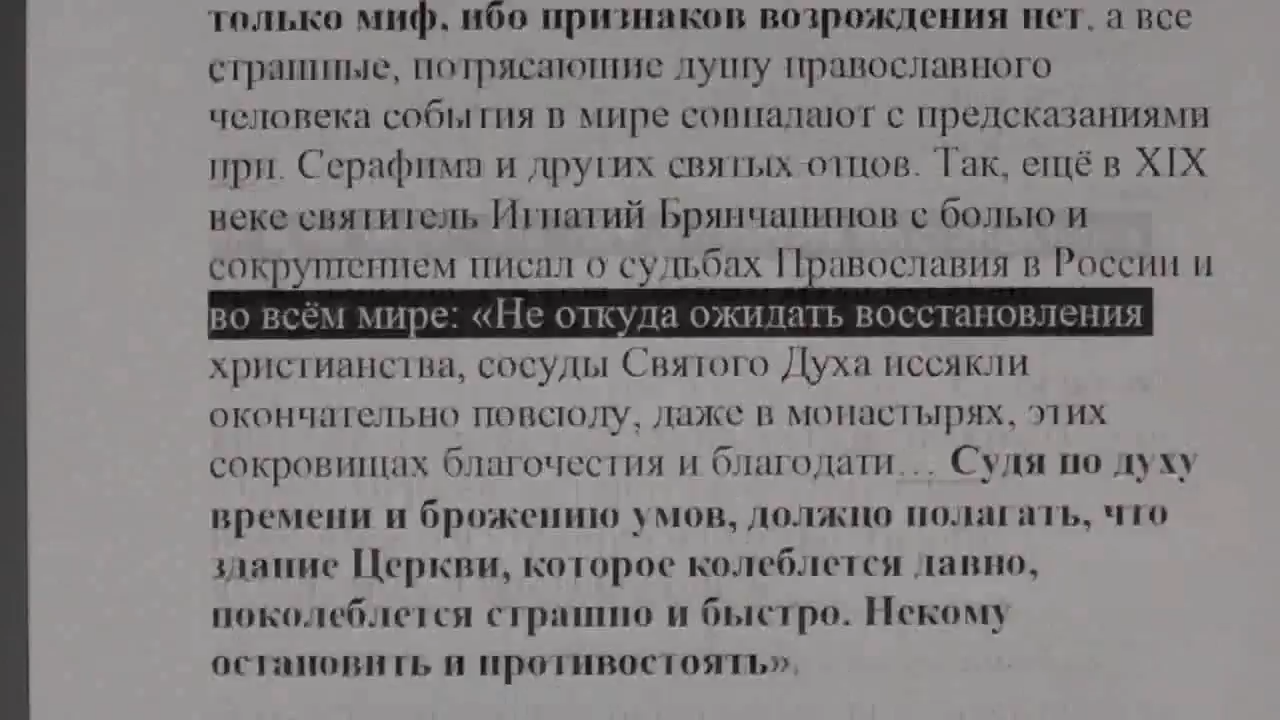 только миф, ибо признаков возрождения нет, а все
страшные, потрясающие душу православного
человека события в мире совпадают с предсказаниями
прп. Серафима и других святых отцов. Так, ещё в XIX
веке святитель Игнатий Брянчанинов с болью и
сокрушением писал о судьбах Православия в России и
во всём мире: «Не откуда ожидать восстановления
христианства, сосуды Святого Духа иссякли
окончательно повсюду, даже в монастырях, этих
сокровищах благочестия и благодати… Судя по духу
времени и брожению умов, должно полагать, что
здание Церкви, которое колеблется давно,
поколеблется страшно и быстро. Некому
остановить и противостоять».